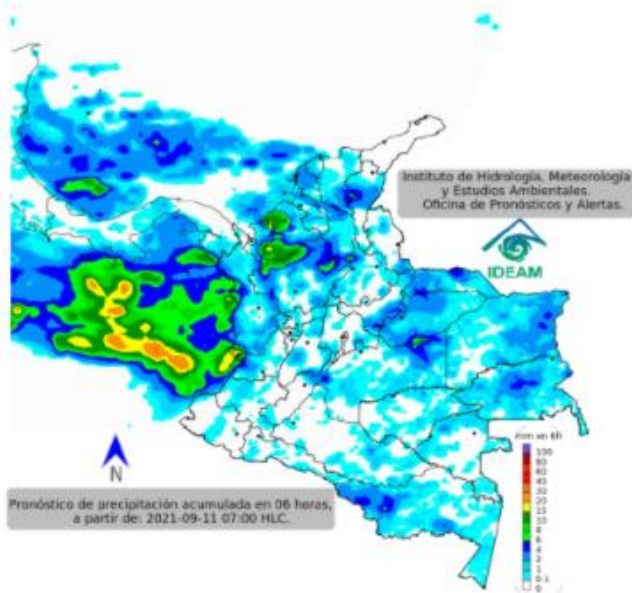 Instituto de Hidrología, Meteorología
y Estudios Ambientales.
Oficina de Pronósticos y Alertas.
IDEAM
N
Pronóstico de precipitación acumulada en 06 horas,
a partir de: 2021-09-11 07:00 HLC.
mm en 6h
100
80
60
40
30
20
15
10
8
6
4
2
1
0.1
0